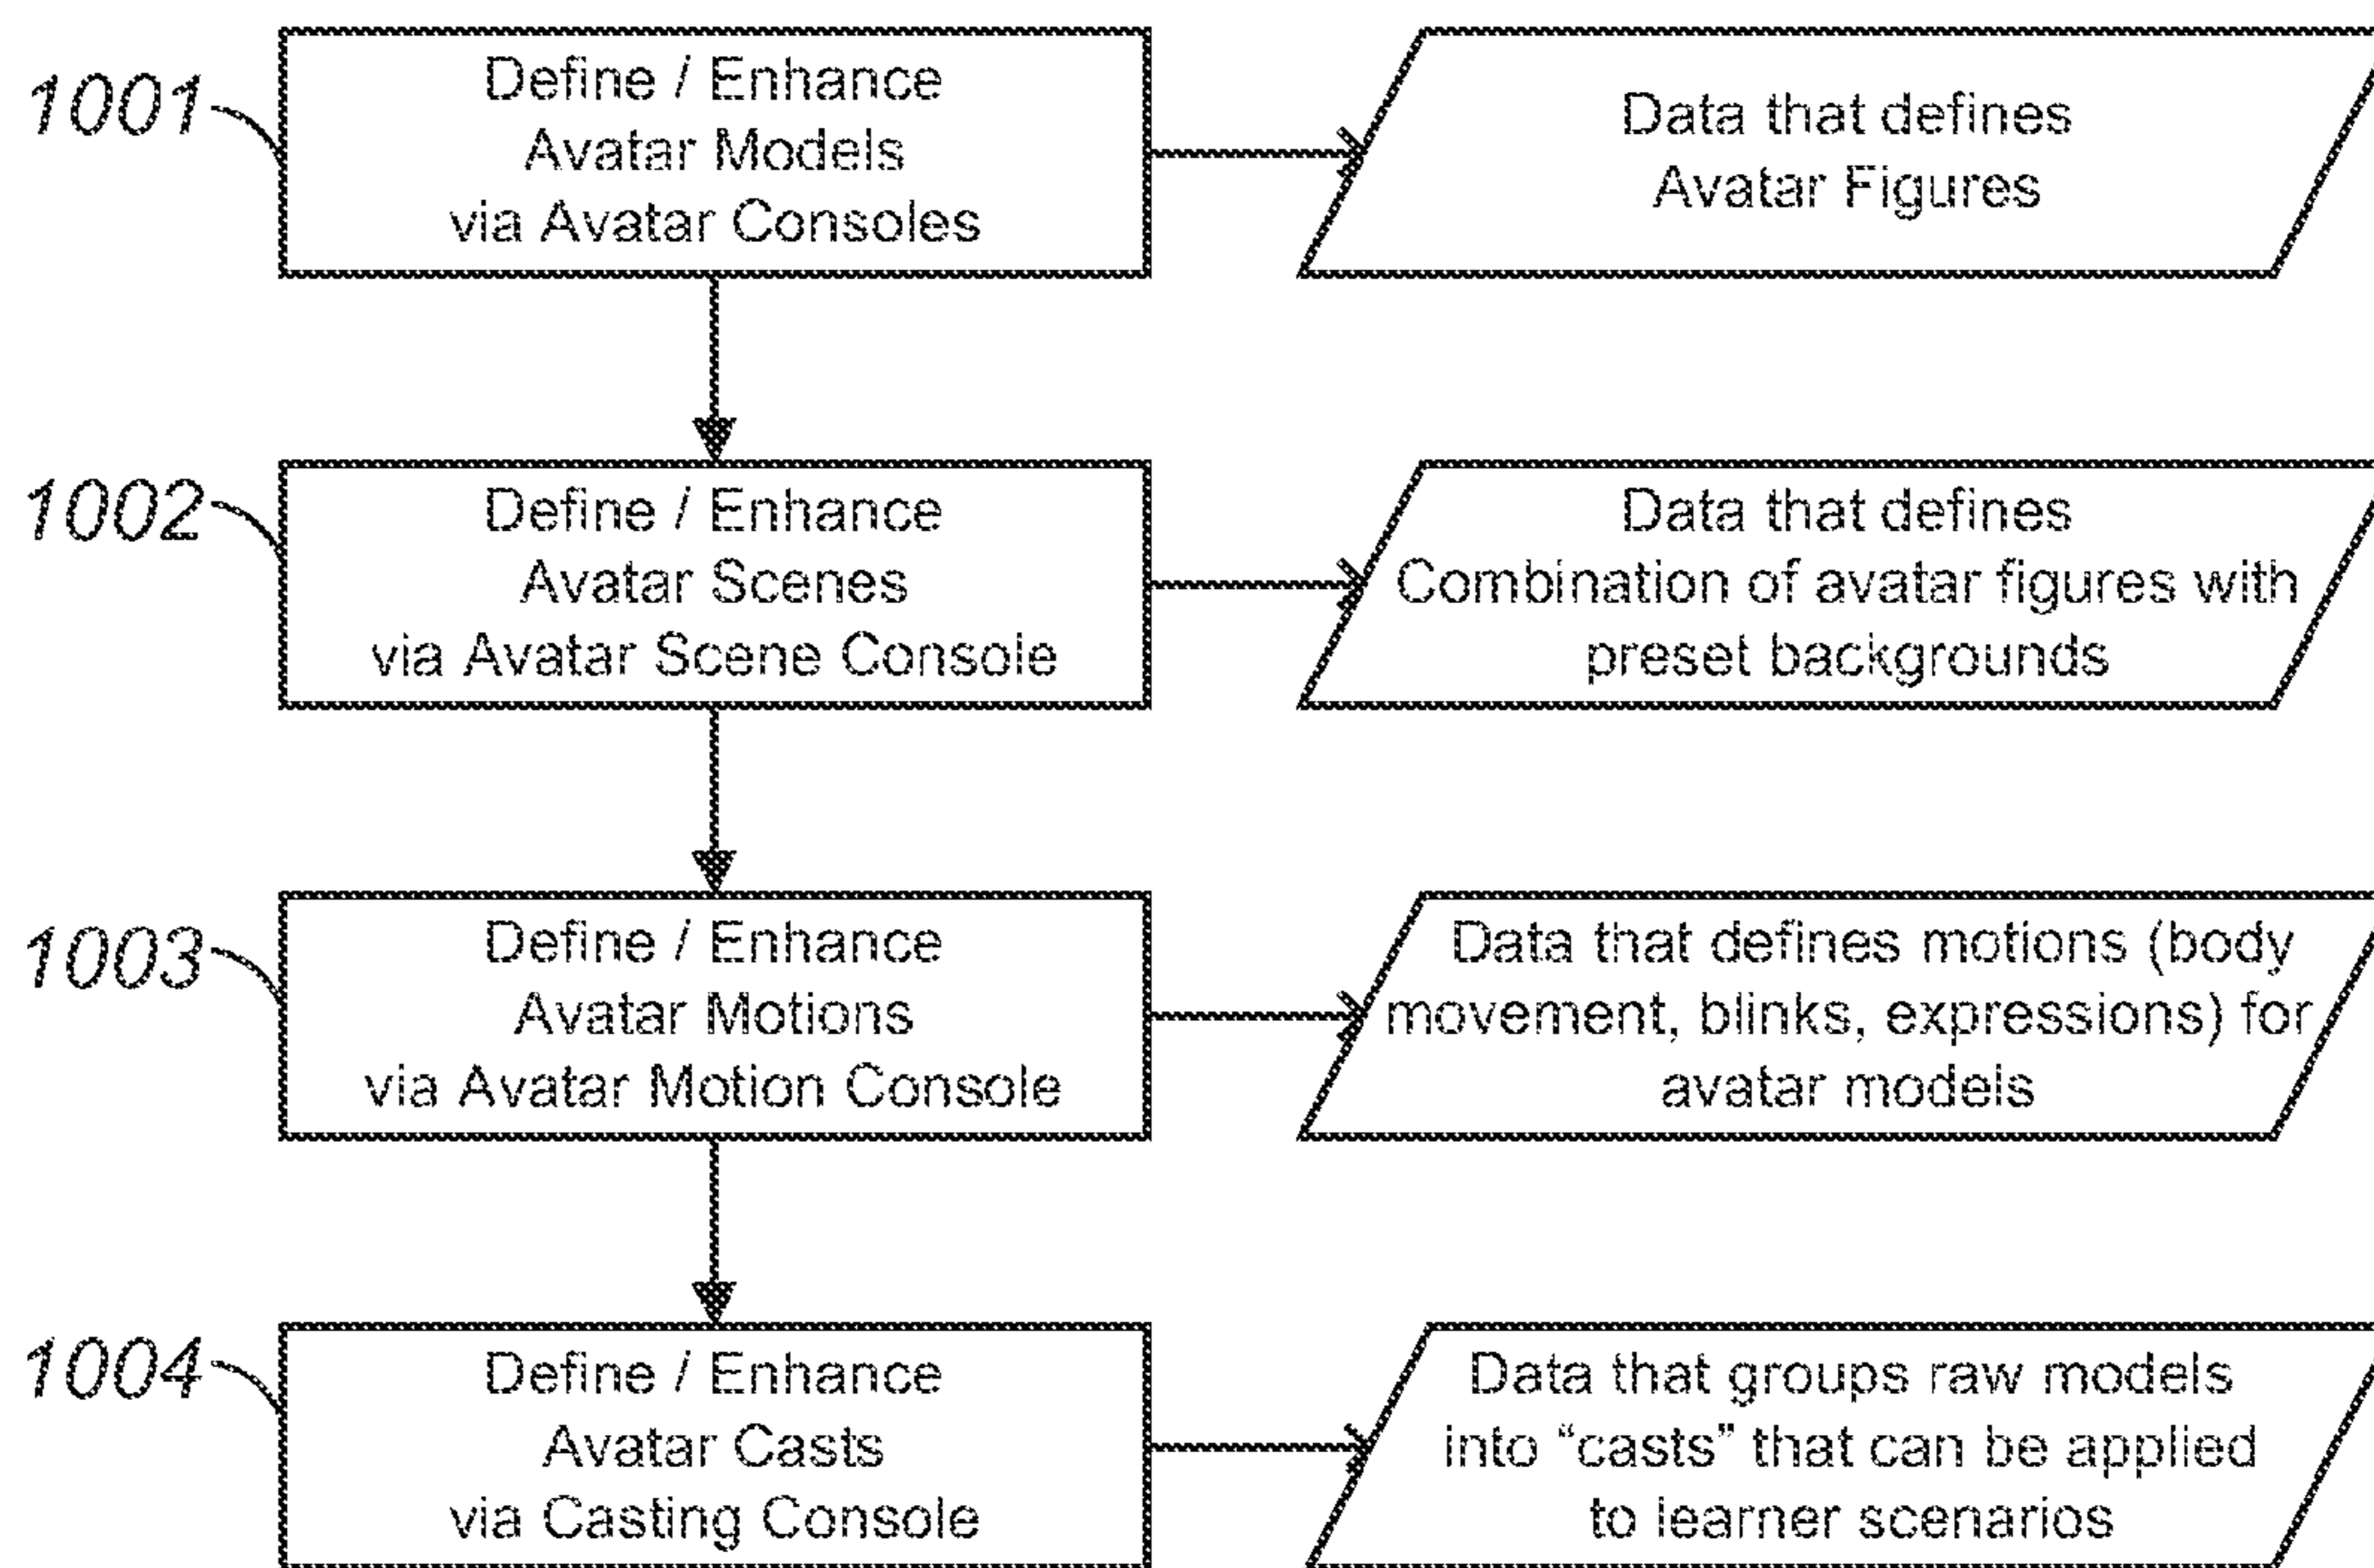 1001
Define / Enhance
Avatar Models
via Avatar Consoles
Data that defines
Avatar Figures
1002
Define / Enhance
Avatar Scenes
via Avatar Scene Console
Data that defines
Combination of avatar figures with
preset backgrounds
1003
Define / Enhance
Avatar Motions
via Avatar Motion Console
Data that defines motions (body
movement, blinks, expressions) for
avatar models
1004
Define / Enhance
Avatar Casts
via Casting Console
Data that groups raw models
into “casts” that can be applied
to learner scenarios